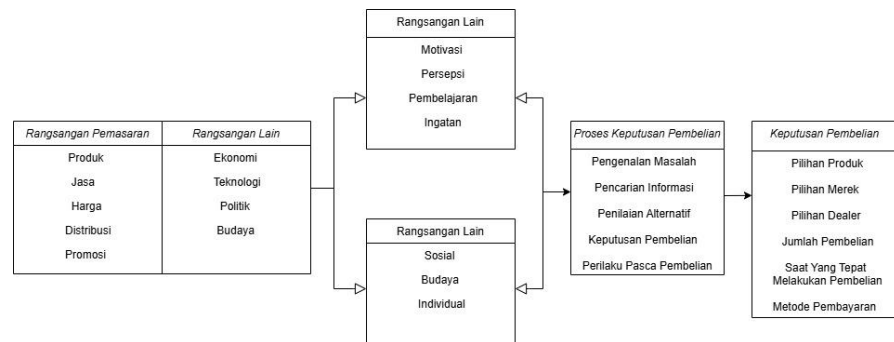 Rangsangan Pemasaran
Produk
Jasa
Harga
Distribusi
Promosi
Rangsangan Lain
Ekonomi
Teknologi
Politik
Budaya
Rangsangan Lain
Motivasi
Persepsi
Pembelajaran
Ingatan
Rangsangan Lain
Sosial
Budaya
Individual
Proses Keputusan Pembelian
Pengenalan Masalah
Pencarian Informasi
Penilaian Alternatif
Keputusan Pembelian
Perilaku Pasca Pembelian
Keputusan Pembelian
Pilihan Produk
Pilihan Merek
Pilihan Dealer
Jumlah Pembelian
Saat Yang Tepat
Melakukan Pembelian
Metode Pembayaran